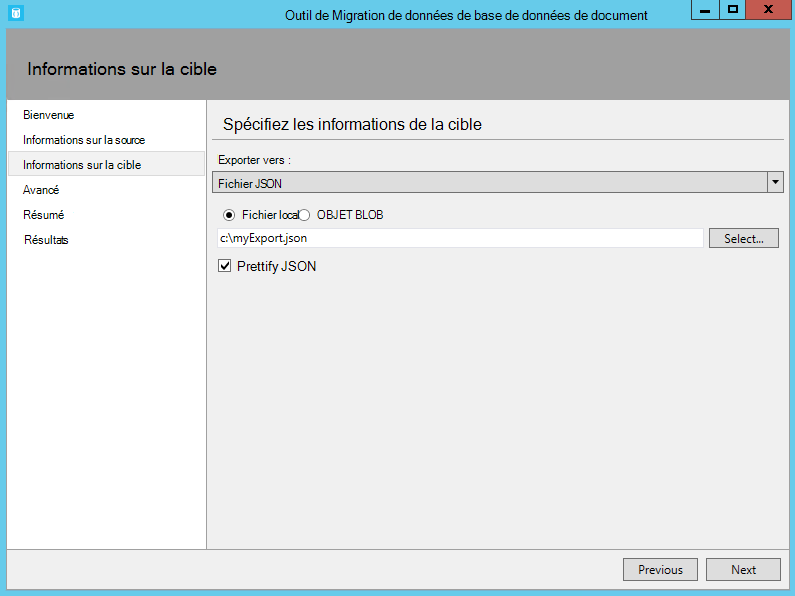 Outil de Migration de données de base de données de document
Informations sur la cible
Bienvenue
Informations sur la source
Informations sur la cible
Avancé
Résumé
Résultats
Spécifiez les informations de la cible
Exporter vers :
Fichier JSON
Fichier local OBJET BLOB
c:\myExport.json
Select...
Prettify JSON
Previous Next